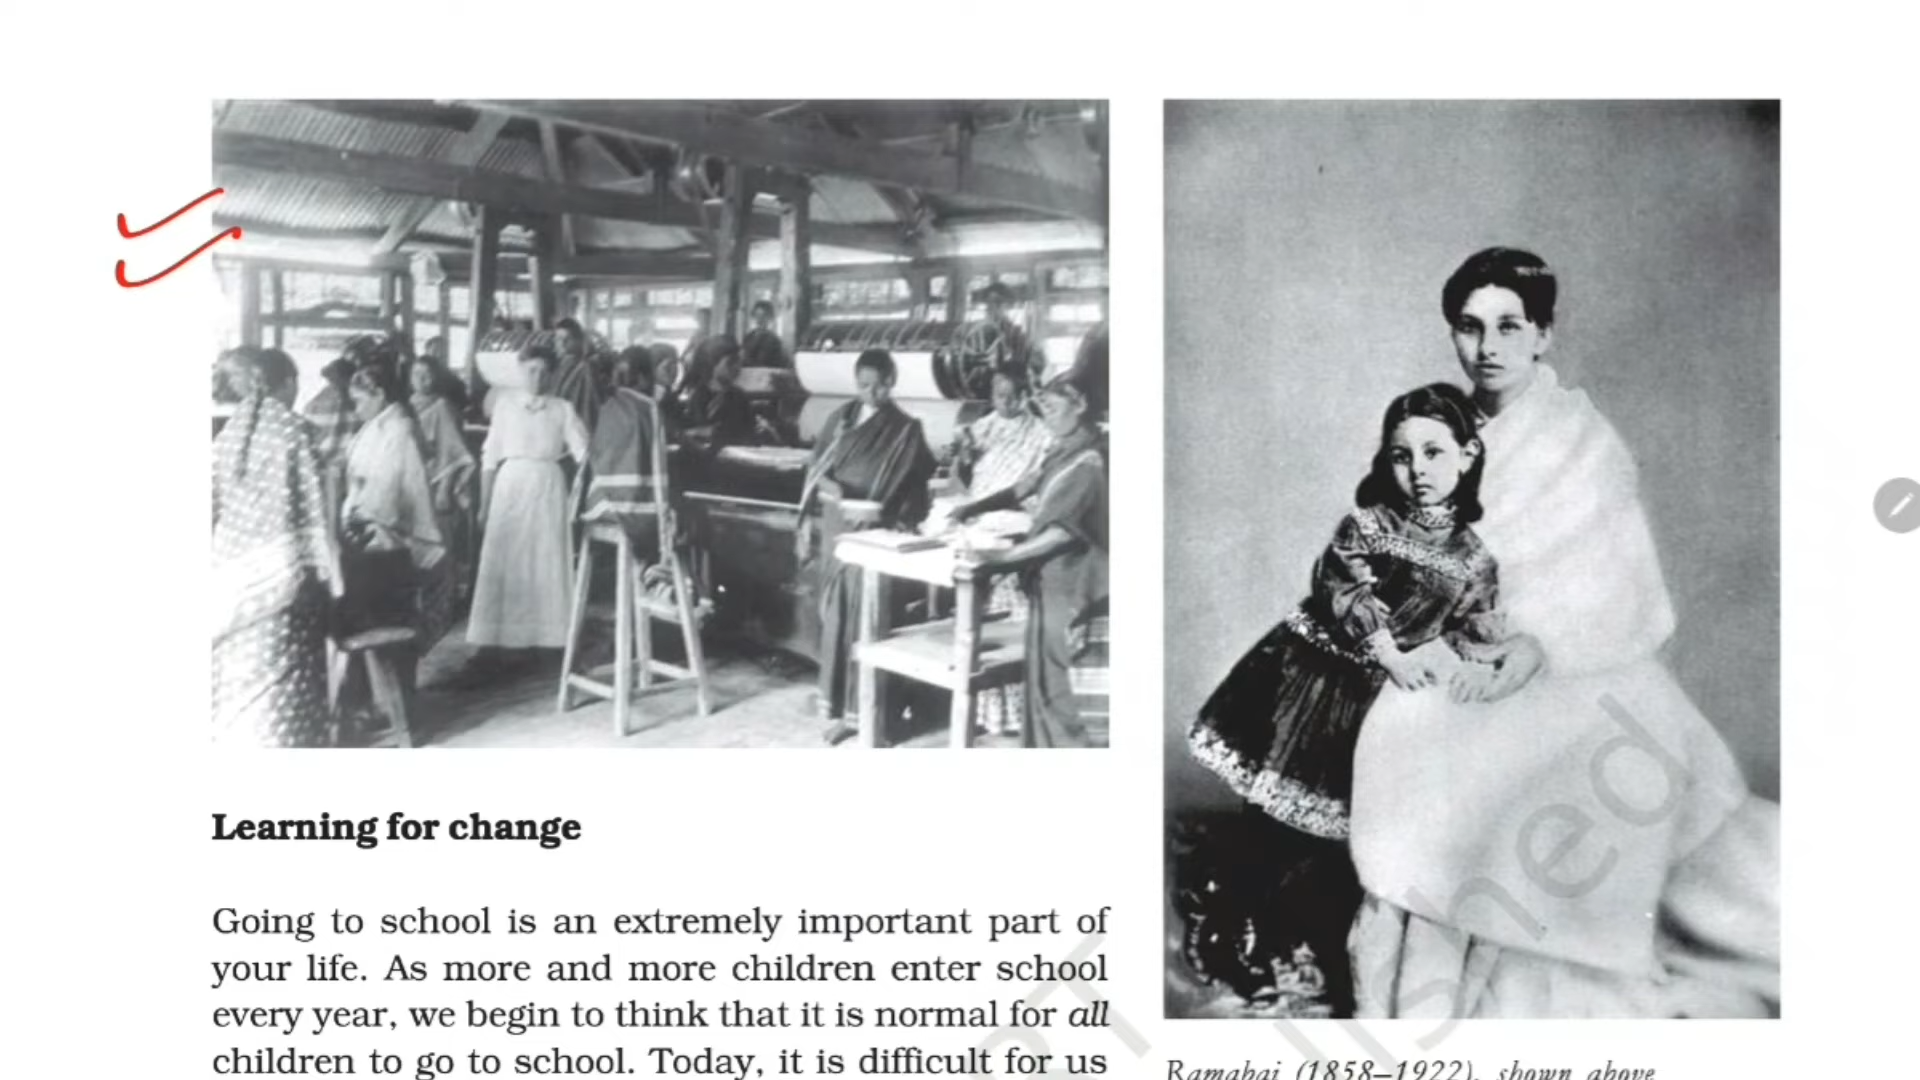 Learning for change
Going to school is an extremely important part of
your life. As more and more children enter school
every year, we begin to think that it is normal for all
children to go to school. Today, it is difficult for us
Ramabai (1858–1922), shown above